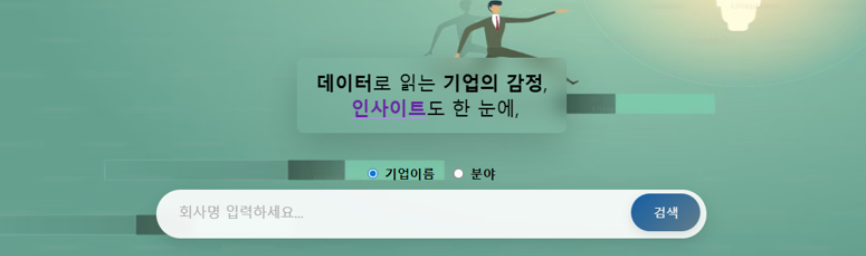 데이터로 읽는 기업의 감정,
인사이트도 한 눈에,
기업이름 분야
회사명 입력하세요...
검색